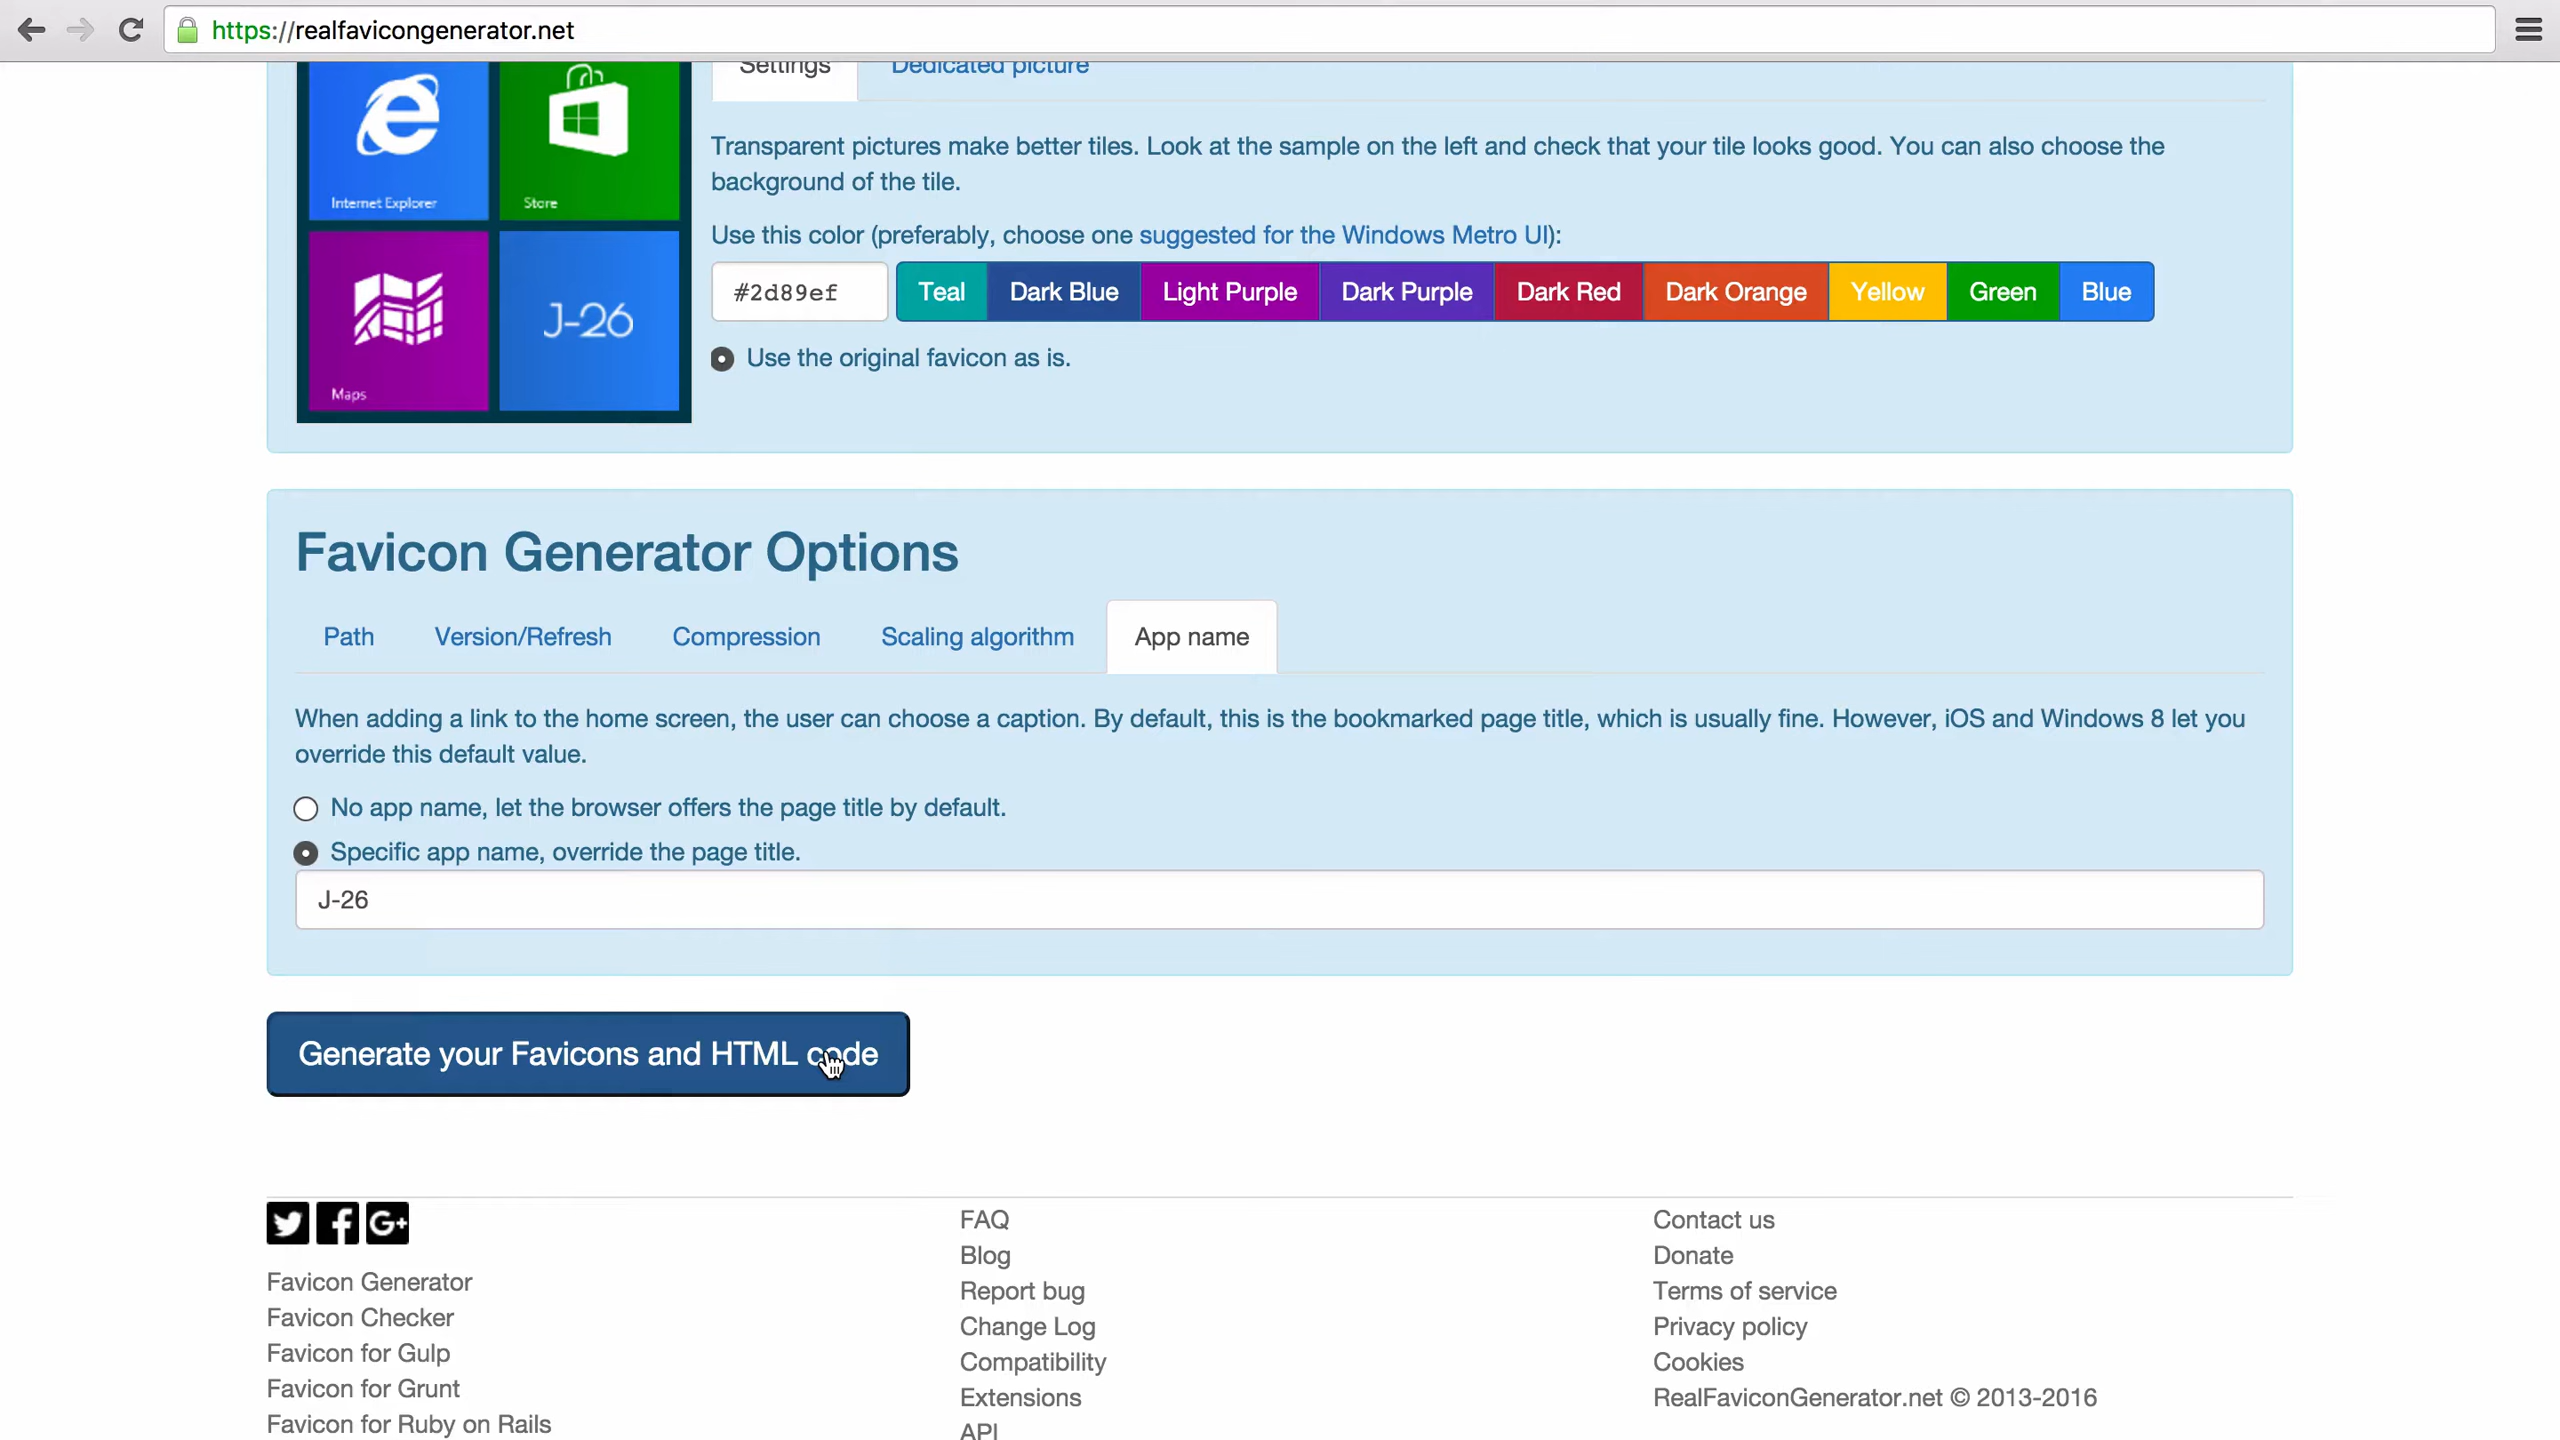 https://realfavicongenerator.net
Settings
Dedicated picture
Internet Explorer
Store
Maps
J-26
Transparent pictures make better tiles. Look at the sample on the left and check that your tile looks good. You can also choose the
background of the tile.
Use this color (preferably, choose one suggested for the Windows Metro UI):
#2d89ef
Teal
Dark Blue
Light Purple
Dark Purple
Dark Red
Dark Orange
Yellow
Green
Blue
Use the original favicon as is.
Favicon Generator Options
Path
Version/Refresh
Compression
Scaling algorithm
App name
When adding a link to the home screen, the user can choose a caption. By default, this is the bookmarked page title, which is usually fine. However, iOS and Windows 8 let you
override this default value.
No app name, let the browser offers the page title by default.
Specific app name, override the page title.
J-26
Generate your Favicons and HTML code
G+
Favicon Generator
Favicon Checker
Favicon for Gulp
Favicon for Grunt
Favicon for Ruby on Rails
FAQ
Blog
Report bug
Change Log
Compatibility
Extensions
API
Contact us
Donate
Terms of service
Privacy policy
Cookies
RealFaviconGenerator.net © 2013-2016